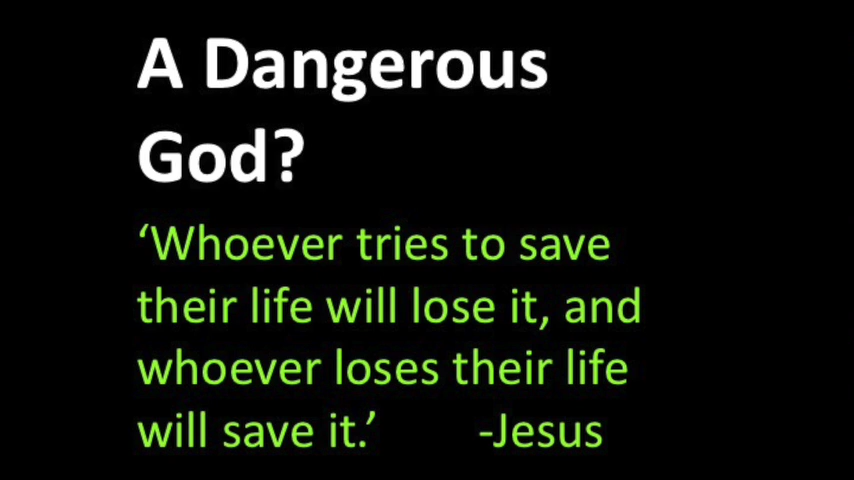 A Dangerous
God?
‘Whoever tries to save
their life will lose it, and
whoever loses their life
will save it.’ -Jesus